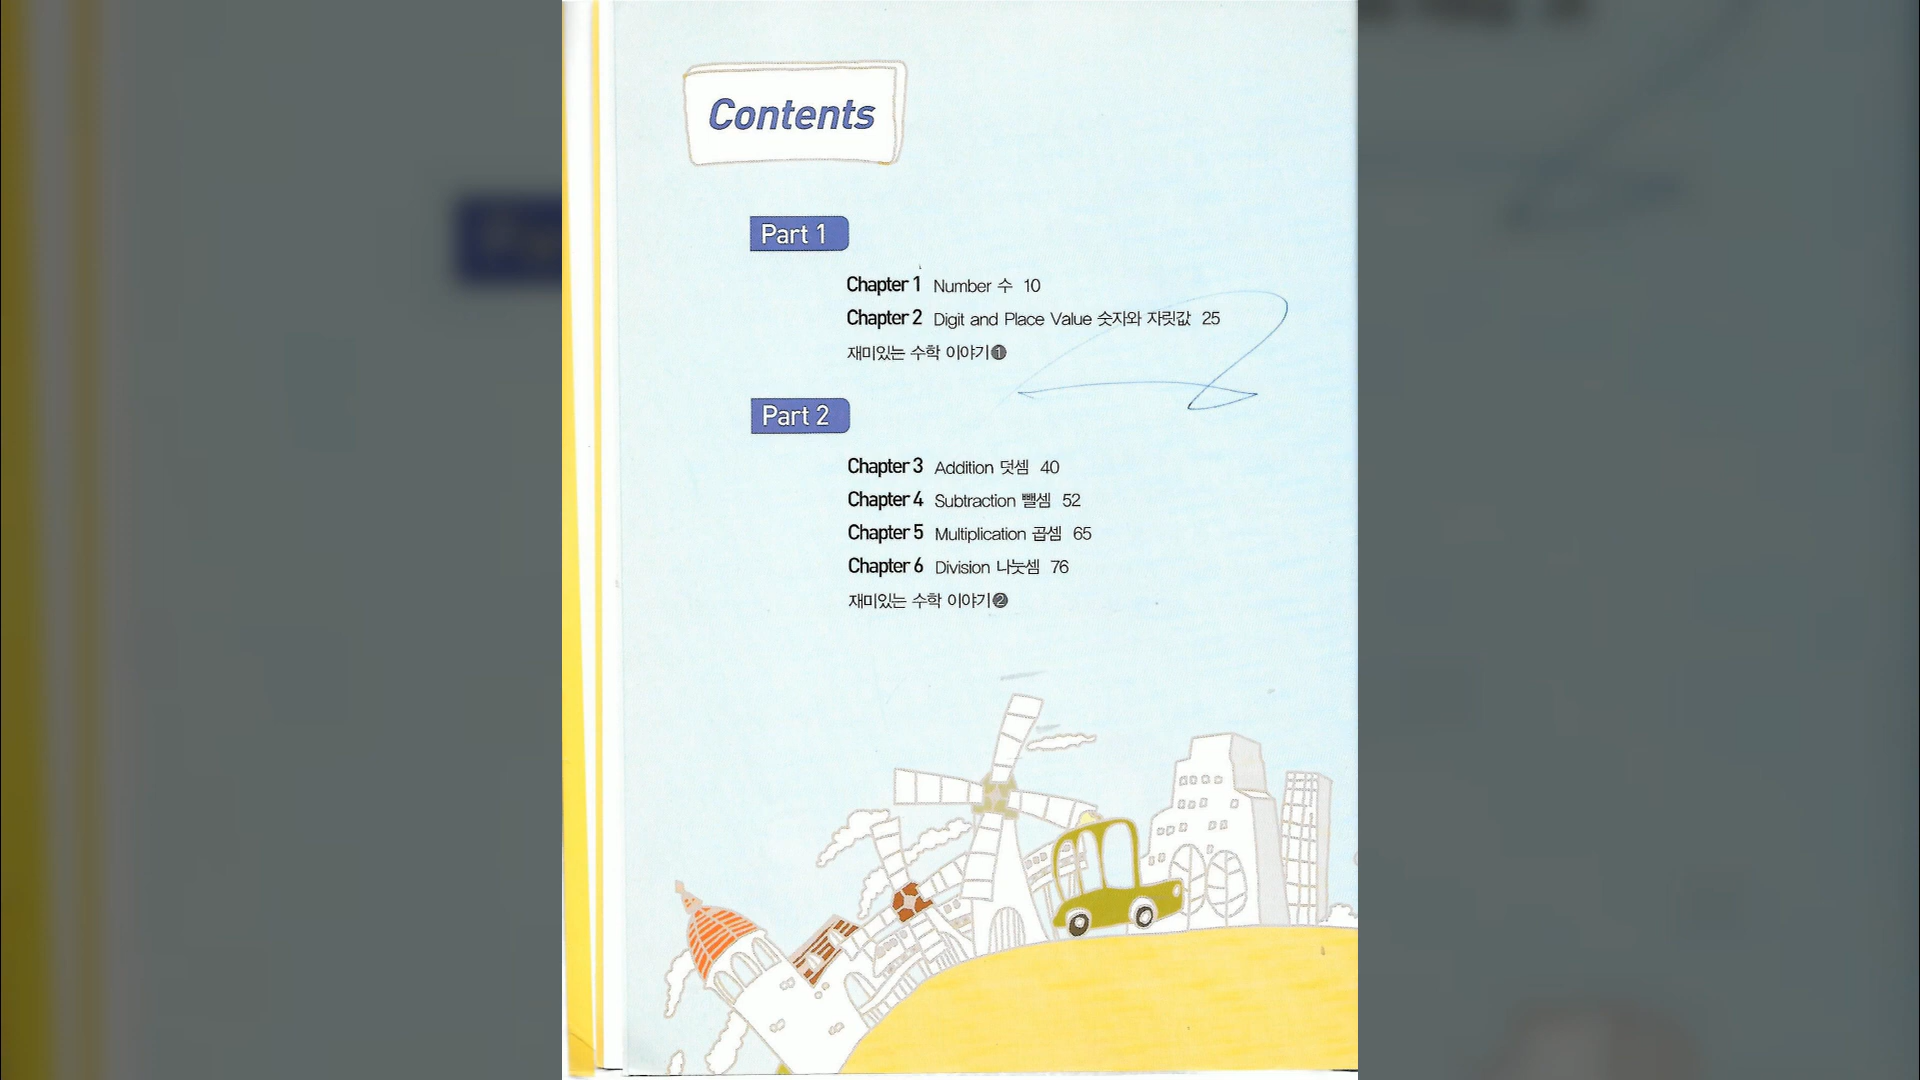 Contents
Part 1
Chapter 1 Number 수 10
Chapter 2 Digit and Place Value 숫자와 자릿값 25
재미있는 수학 이야기❶
Part 2
Chapter 3 Addition 덧셈 40
Chapter 4 Subtraction 뺄셈 52
Chapter 5 Multiplication 곱셈 65
Chapter 6 Division 나눗셈 76
재미있는 수학 이야기❷